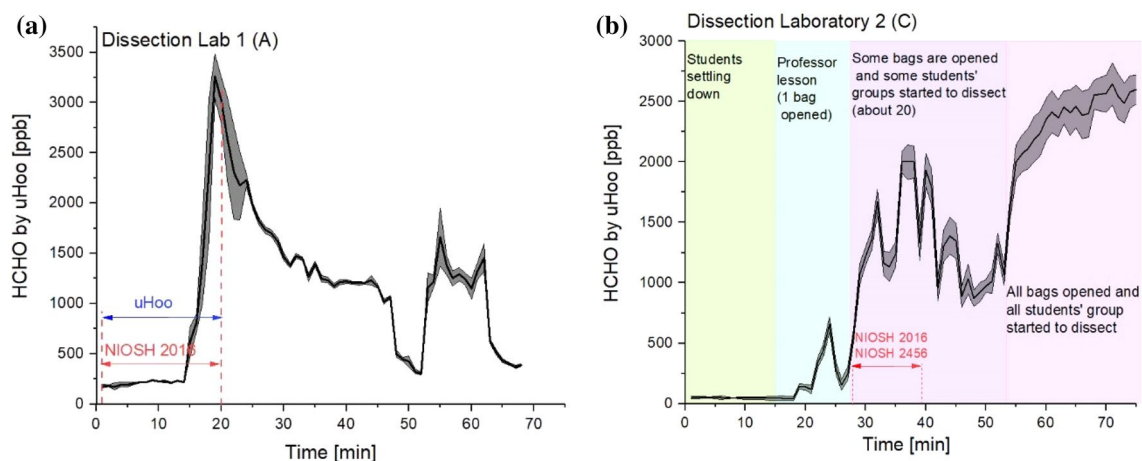 (a)
Dissection Lab 1 (A)
HCHO by uHoo [ppb]
3500
3000
2500
2000
1500
1000
500
0
uHoo
NIOSH 2016
0 10 20 30 40 50 60 70
Time [min]
(b)
Dissection Laboratory 2 (C)
HCHO by uHoo [ppb]
3000
2500
2000
1500
1000
500
0
Students
settling
down
Professor
lesson
(1 bag
opened)
Some bags are opened
and some students'
groups started to dissect
(about 20)
All bags opened and
all students' group
started to dissect
NIOSH 2016
NIOSH 2456
0 10 20 30 40 50 60 70
Time [min]